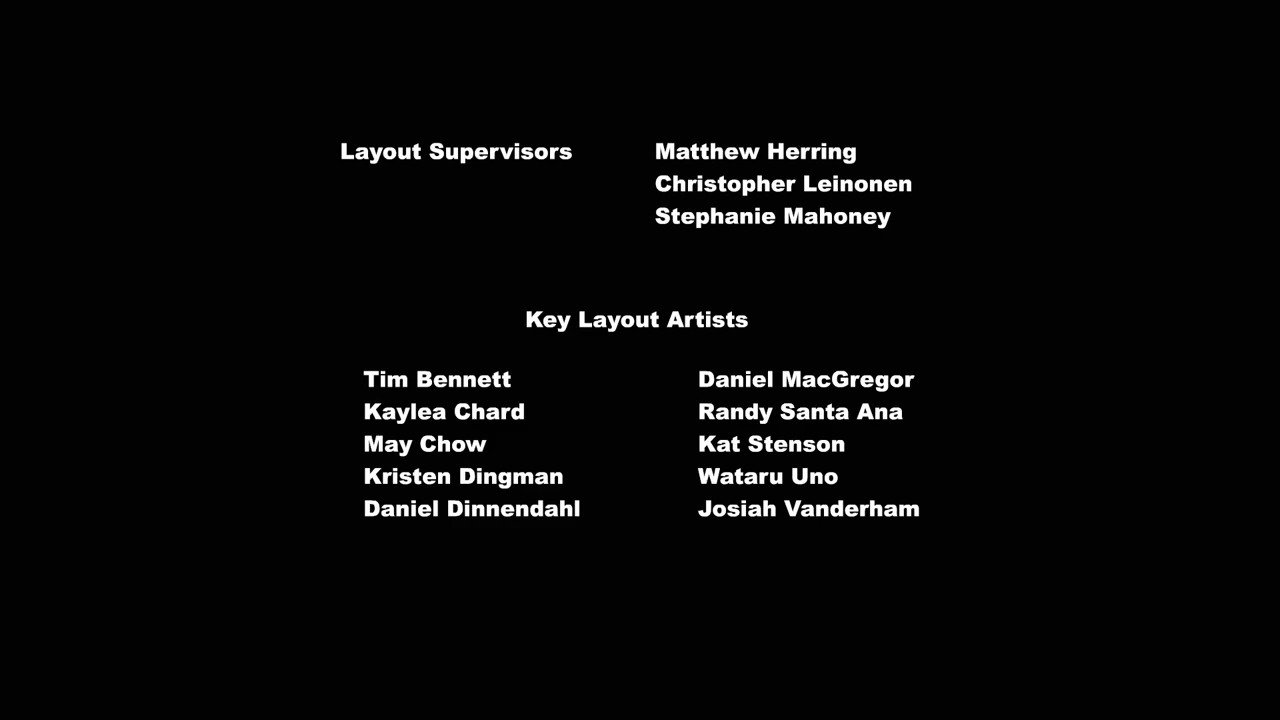 Layout Supervisors Matthew Herring
Christopher Leinonen
Stephanie Mahoney
Key Layout Artists
Tim Bennett Daniel MacGregor
Kaylea Chard Randy Santa Ana
May Chow Kat Stenson
Kristen Dingman Wataru Uno
Daniel Dinnendahl Josiah Vanderham